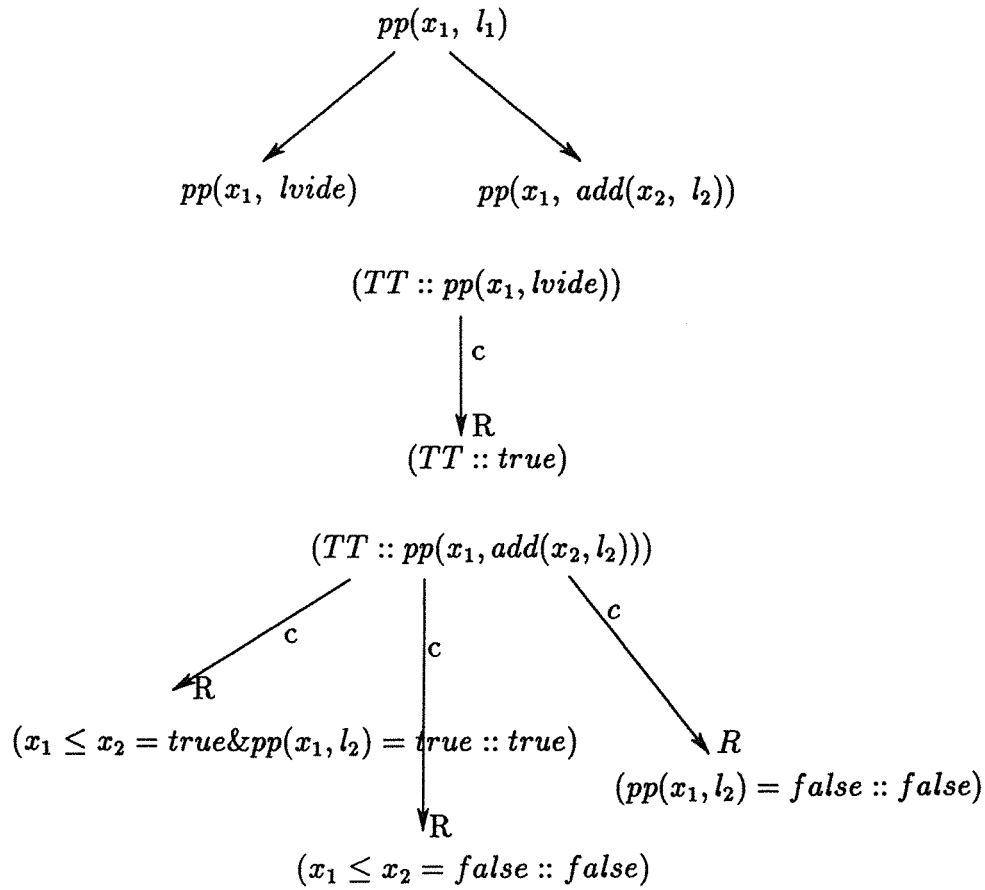 pp(x₁, l₁)
pp(x₁, lvide) pp(x₁, add(x₂, l₂))
(TT :: pp(x₁, lvide))
c
R
(TT :: true)
(TT :: pp(x₁, add(x₂, l₂)))
c c c
R
(x₁ ≤ x₂ = true&pp(x₁, l₂) = true :: true)
R
(pp(x₁, l₂) = false :: false)
R
(x₁ ≤ x₂ = false :: false)